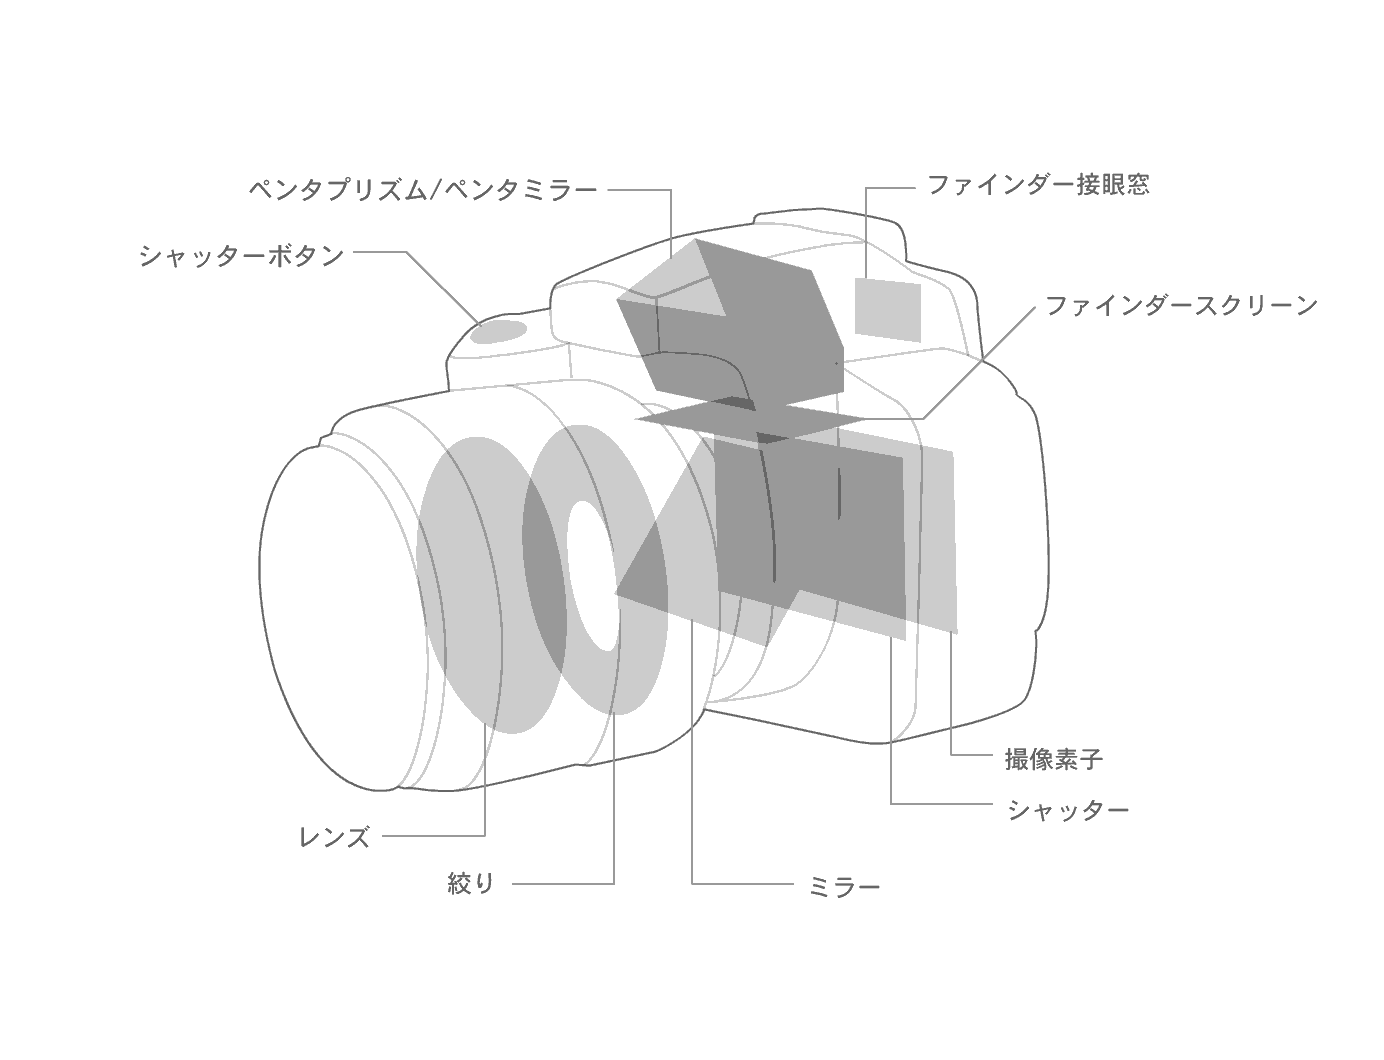 ペンタプリズム/ペンタミラー
ファインダー接眼窓
シャッターボタン
ファインダースクリーン
撮像素子
シャッター
レンズ
絞り
ミラー